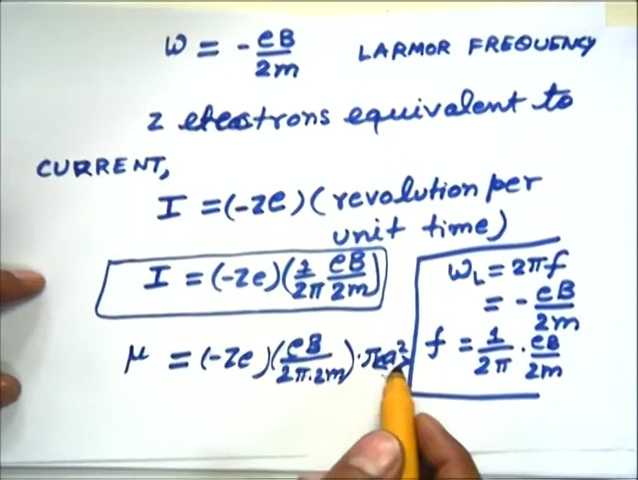 ω = - eB/2m LARMOR FREQUENCY
z electrons equivalent to
CURRENT,
I = (-ze) (revolution per
unit time)
I = (-ze) (1/2π eB/2m)
ω_L = 2πf
= - eB/2m
f = 1/2π · eB/2m
μ = (-ze) (eB/2π·2m) · π